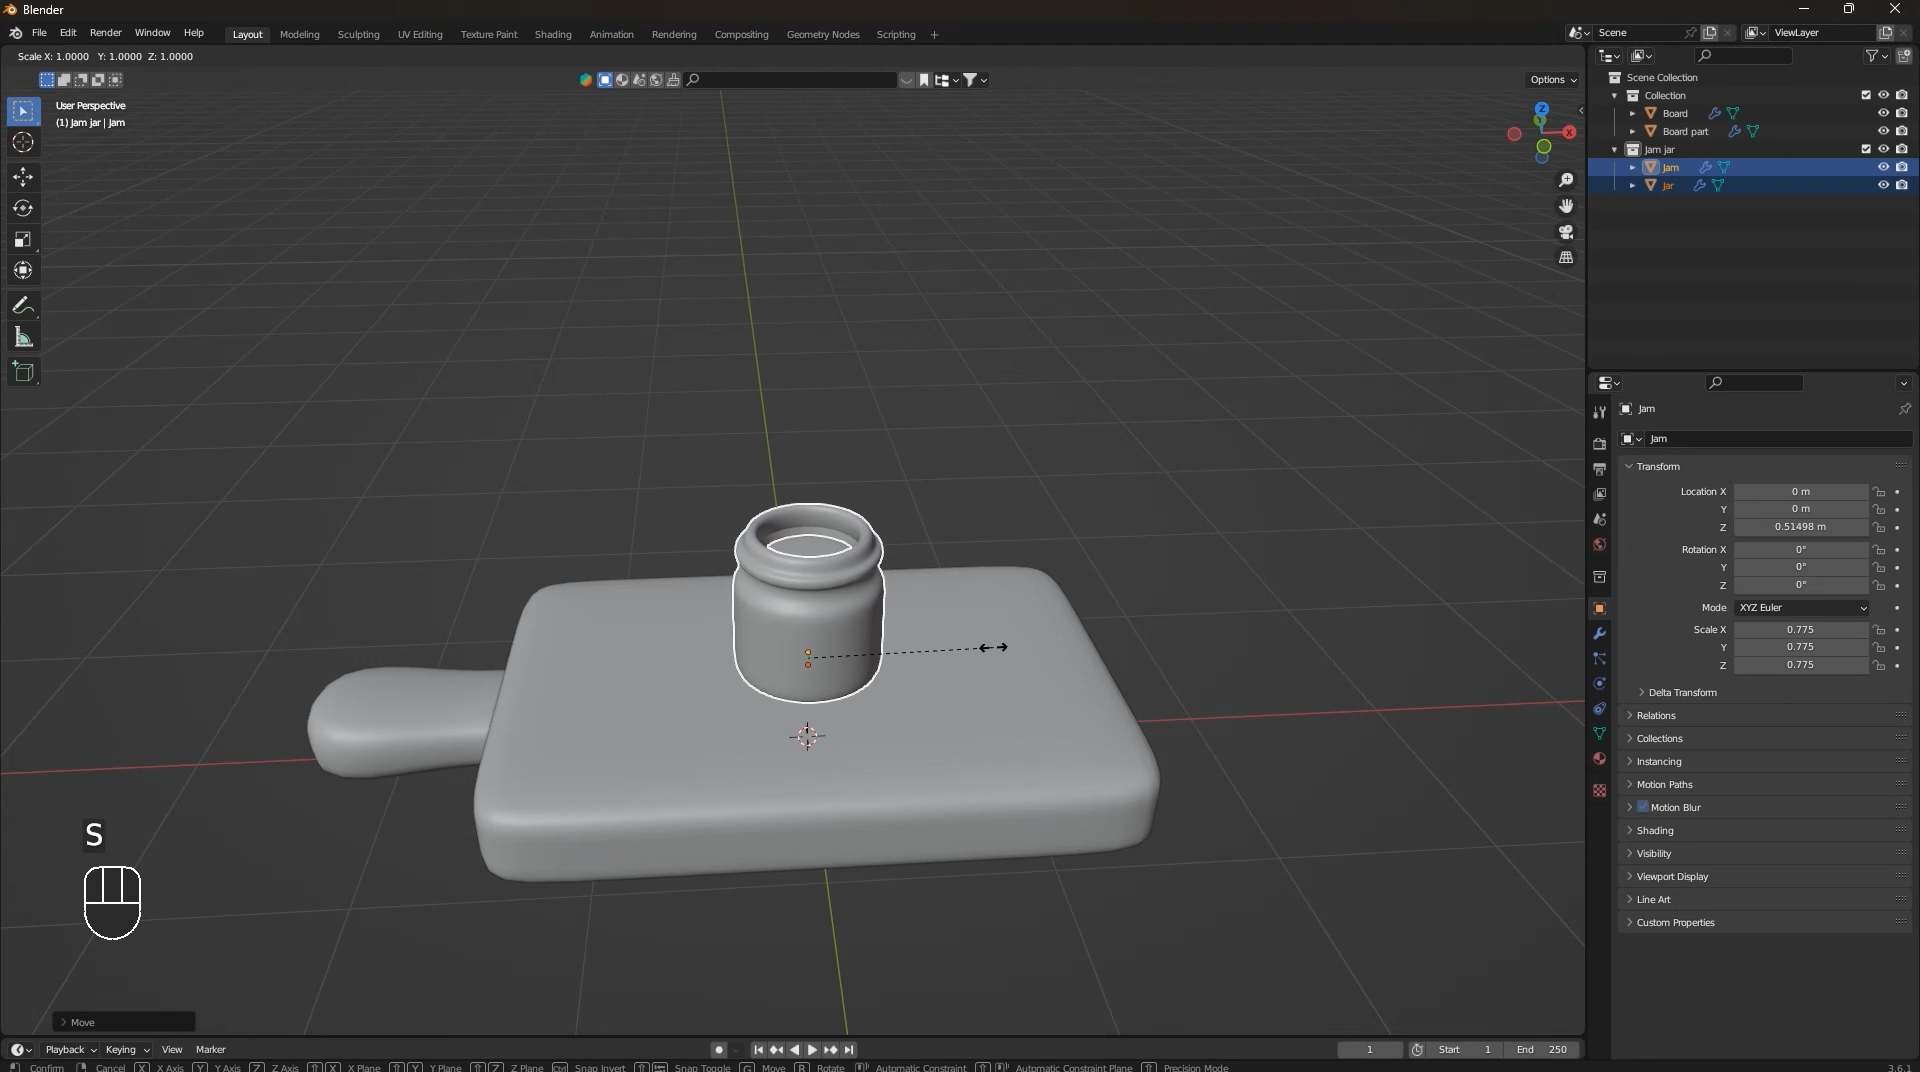 Blender
File Edit Render Window Help Layout Modeling Sculpting UV Editing Texture Paint Shading Animation Rendering Compositing Geometry Nodes Scripting + Scene ViewLayer
Scale X: 1.0000 Y: 1.0000 Z: 1.0000
Options
User Perspective
(1) Jam jar | Jam
Z
X
Scene Collection
Collection
Board
Board part
Jam jar
Jam
Jar
Jam
Jam
Transform
Location X 0 m
Y 0 m
Z 0.51498 m
Rotation X 0°
Y 0°
Z 0°
Mode XYZ Euler
Scale X 0.775
Y 0.775
Z 0.775
Delta Transform
Relations
Collections
Instancing
Motion Paths
Motion Blur
Shading
Visibility
Viewport Display
Line Art
Custom Properties
S
Move
Playback Keying View Marker 1 Start 1 End 250
Confirm Cancel X X Axis Y Y Axis Z Z Axis X X Plane Y Y Plane Z Z Plane Ctrl Snap Invert Snap Toggle G Move R Rotate Automatic Constraint Automatic Constraint Plane Precision Mode 3.6.1